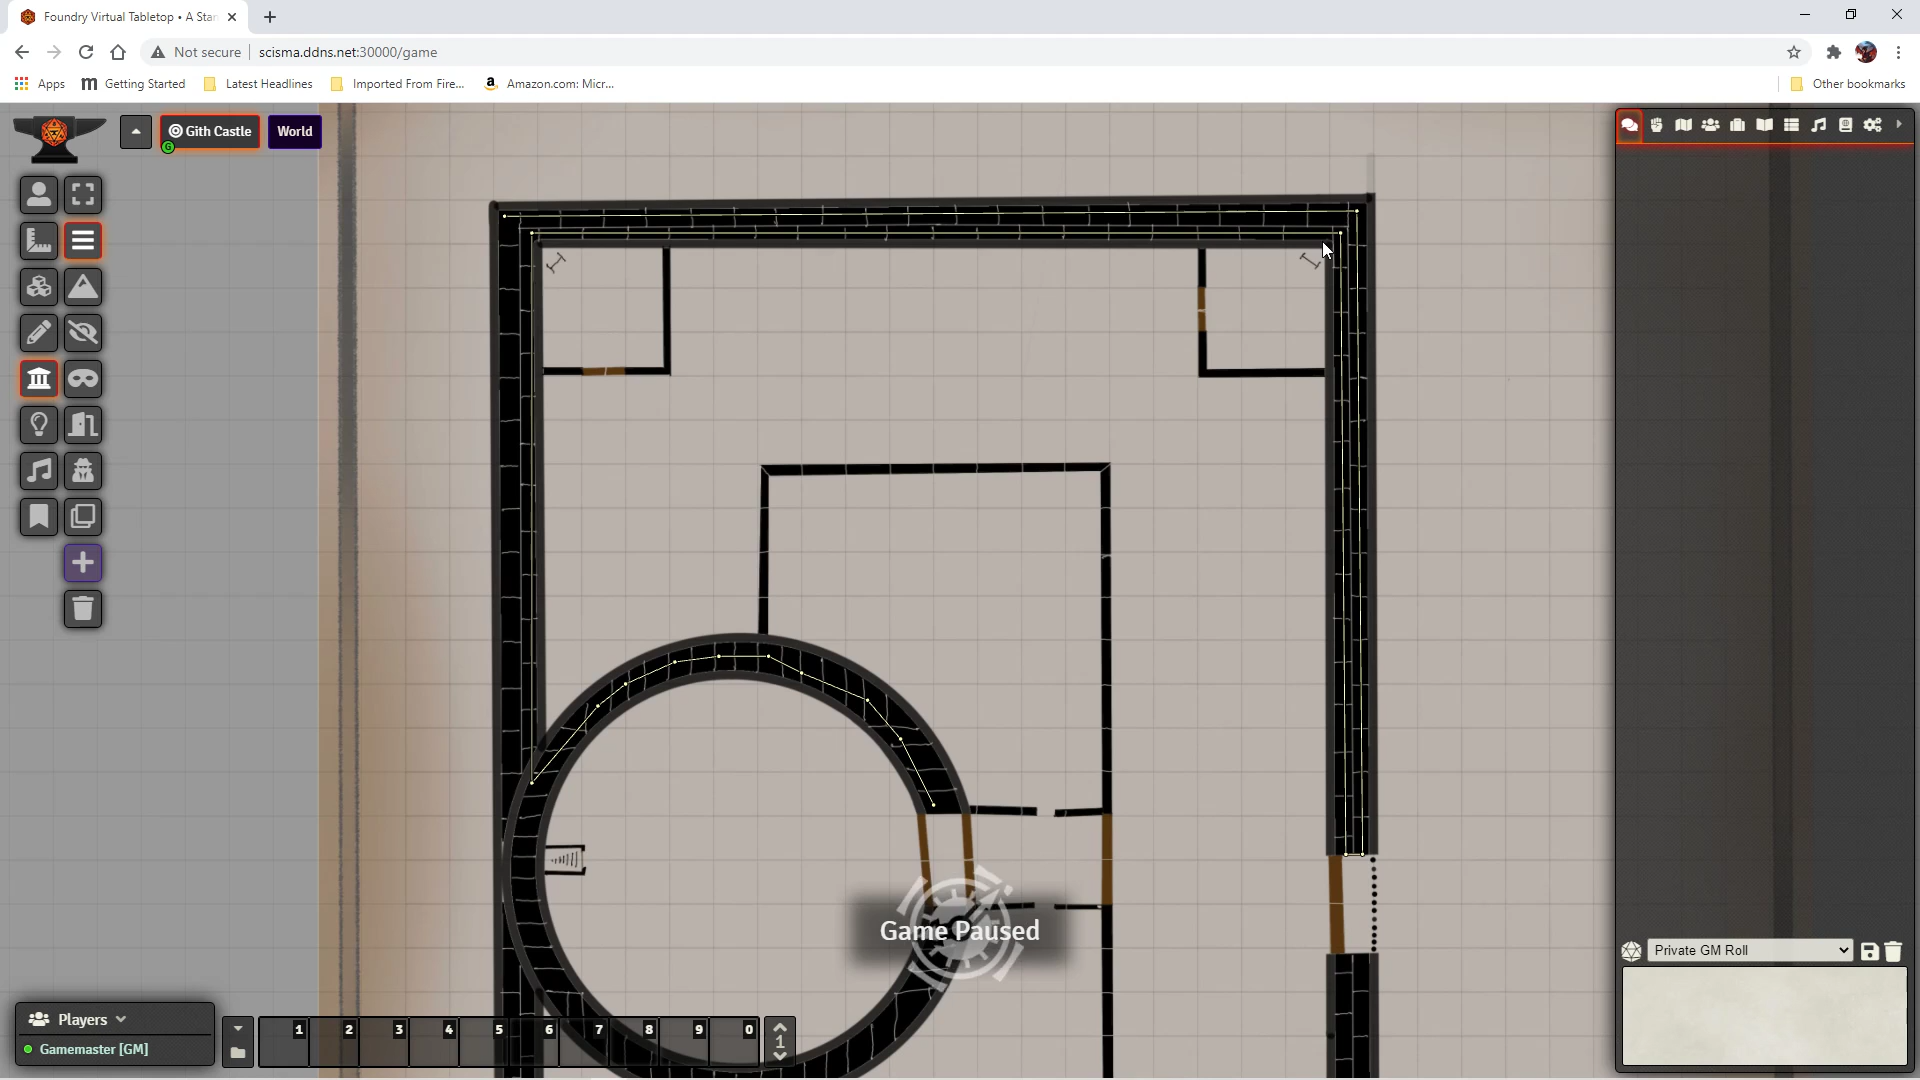 Foundry Virtual Tabletop • A Stan
Not secure
scisma.ddns.net:30000/game
Apps
Getting Started
Latest Headlines
Imported From Fire...
Amazon.com: Micr...
Other bookmarks
Gith Castle
World
G
Game Paused
Private GM Roll
Players
Gamemaster [GM]
1 2 3 4 5 6 7 8 9 0
1